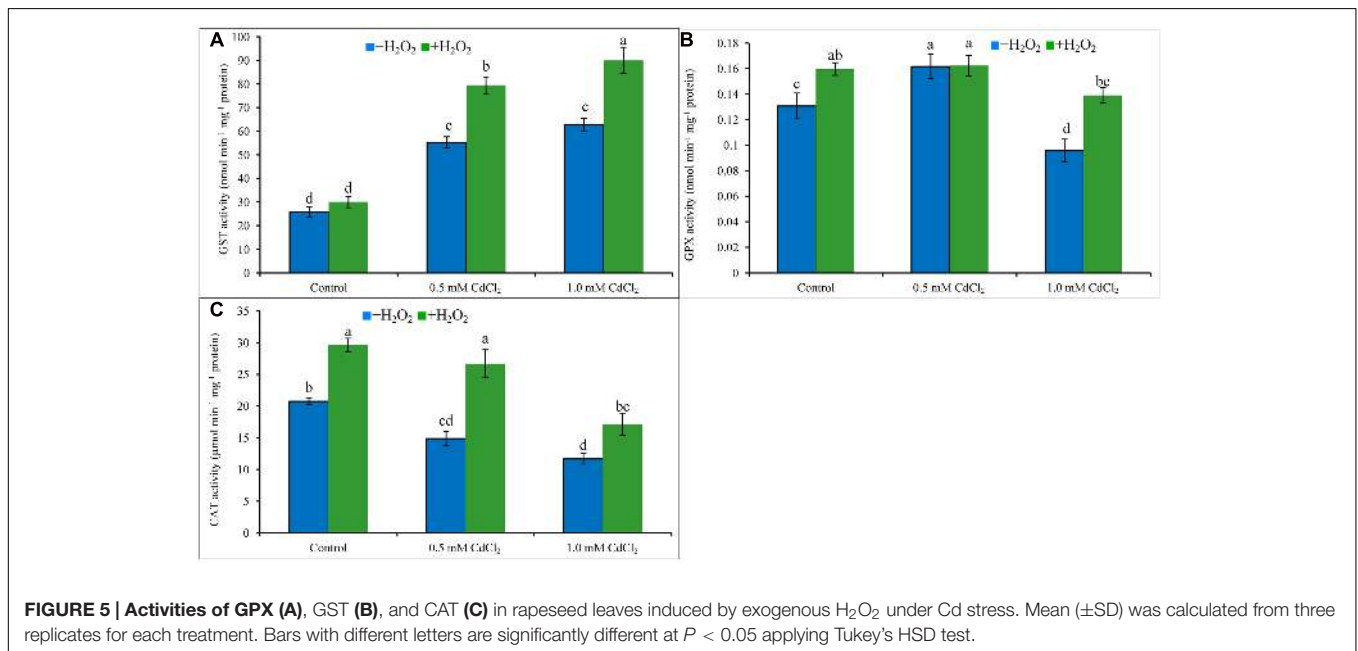 A
−H₂O₂ +H₂O₂
GST activity (nmol min⁻¹ mg⁻¹ protein)
100
90
80
70
60
50
40
30
20
10
0
d d c b c a
Control 0.5 mM CdCl₂ 1.0 mM CdCl₂
B
−H₂O₂ +H₂O₂
GPX activity (nmol min⁻¹ mg⁻¹ protein)
0.18
0.16
0.14
0.12
0.1
0.08
0.06
0.04
0.02
0
c ab a a d bc
Control 0.5 mM CdCl₂ 1.0 mM CdCl₂
C
−H₂O₂ +H₂O₂
CAT activity (μmol min⁻¹ mg⁻¹ protein)
35
30
25
20
15
10
5
0
b a cd a d bc
Control 0.5 mM CdCl₂ 1.0 mM CdCl₂
FIGURE 5 | Activities of GPX (A), GST (B), and CAT (C) in rapeseed leaves induced by exogenous H₂O₂ under Cd stress. Mean (±SD) was calculated from three
replicates for each treatment. Bars with different letters are significantly different at P < 0.05 applying Tukey's HSD test.